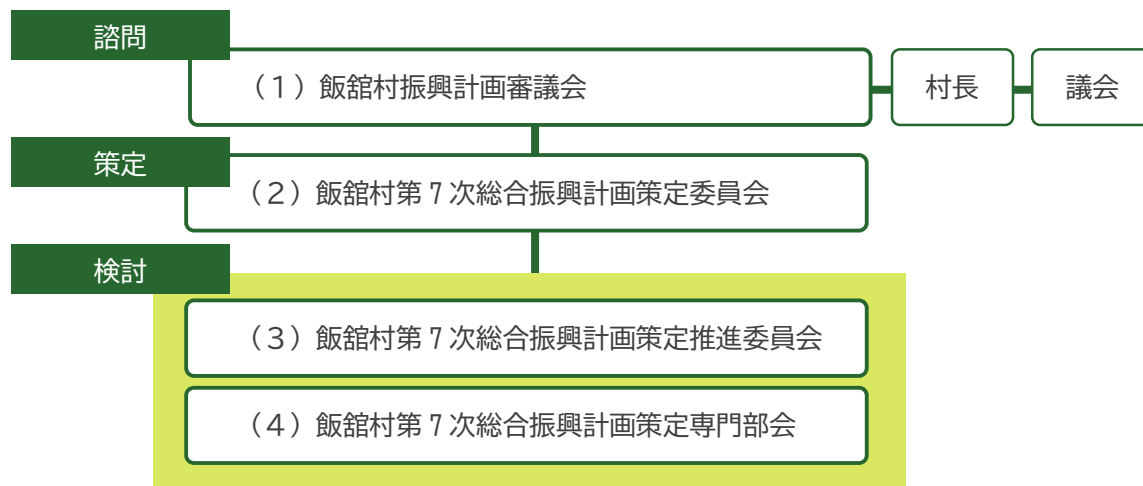 諮問
（１）飯舘村振興計画審議会
村長
議会
策定
（２）飯舘村第７次総合振興計画策定委員会
検討
（３）飯舘村第７次総合振興計画策定推進委員会
（４）飯舘村第７次総合振興計画策定専門部会